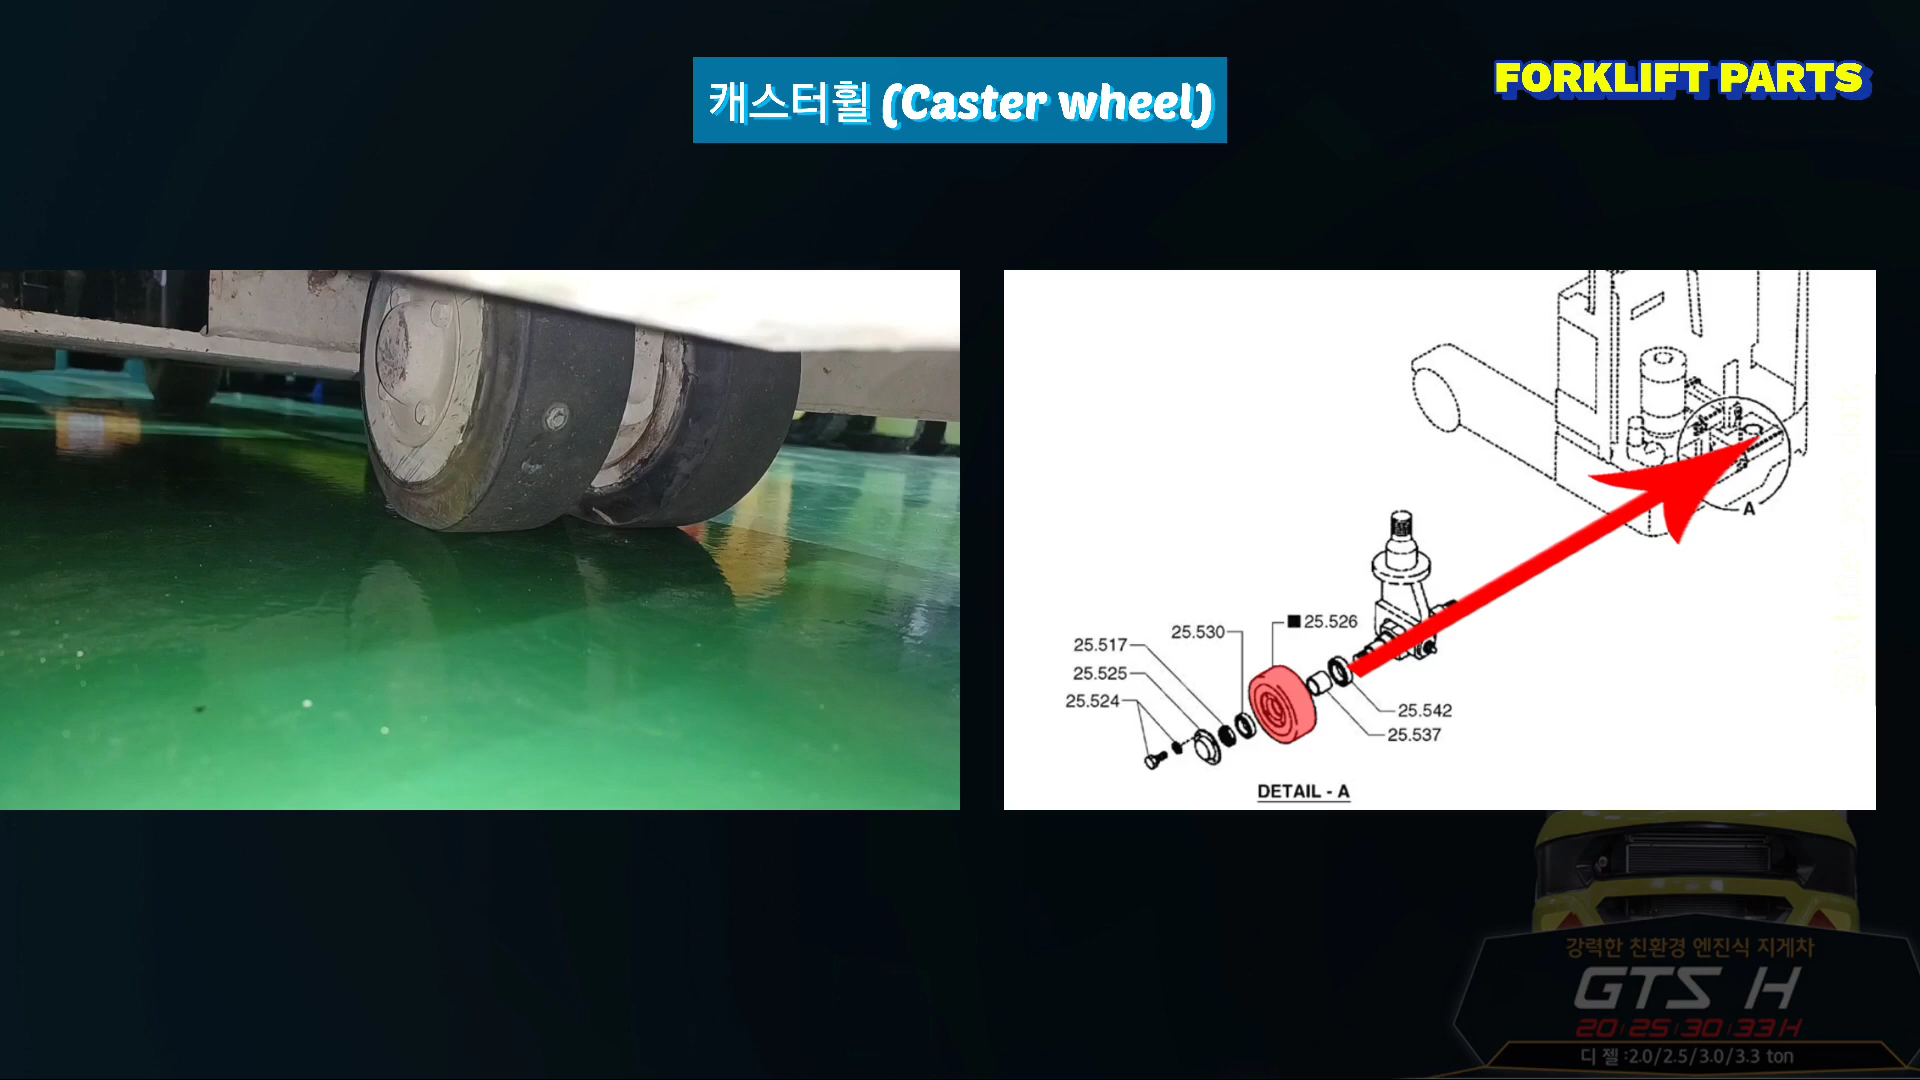 캐스터휠 (Caster wheel)
FORKLIFT PARTS
A
25.526
25.530
25.517
25.525
25.524
25.542
25.537
DETAIL - A
강력한 친환경 엔진식 지게차
GTS H
20/25/30/33H
디젤:2.0/2.5/3.0/3.3 ton